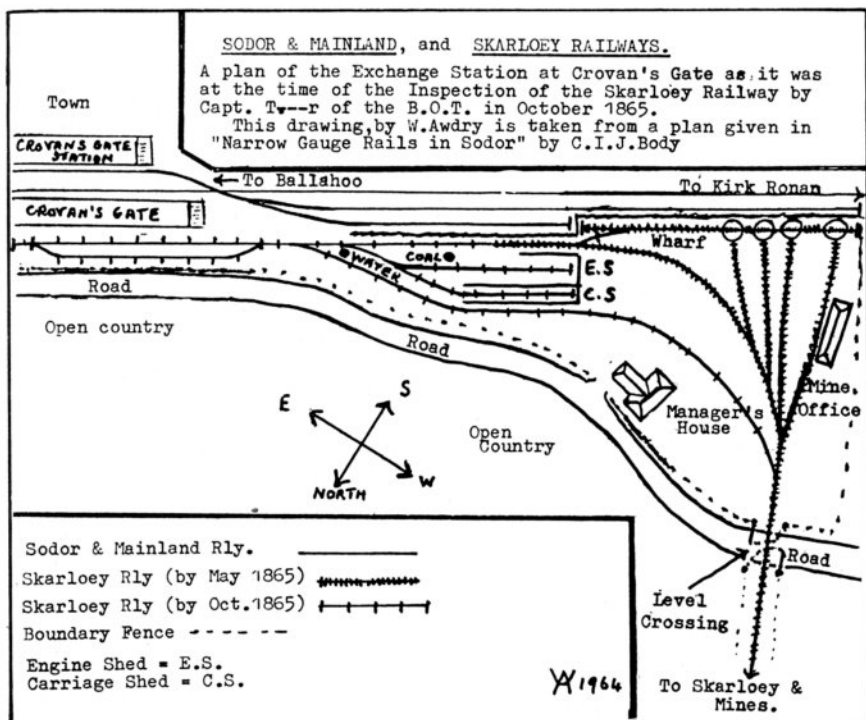 SODOR & MAINLAND, and SKARLOEY RAILWAYS.
A plan of the Exchange Station at Crovan's Gate as it was
at the time of the Inspection of the Skarloey Railway by
Capt. T---r of the B.O.T. in October 1865.
This drawing, by W.Awdry is taken from a plan given in
"Narrow Gauge Rails in Sodor" by C.I.J.Body
Town
CROVANS GATE
STATION
To Ballahoo
To Kirk Ronan
CROVAN'S GATE
Wharf
WATER
COAL
E.S
C.S
Road
Open country
Road
Mine
Office
Manager's
House
E
S
NORTH
W
Open
Country
Road
Level
Crossing
To Skarloey &
Mines.
Sodor & Mainland Rly.
Skarloey Rly (by May 1865)
Skarloey Rly (by Oct.1865)
Boundary Fence
Engine Shed = E.S.
Carriage Shed = C.S.
1964